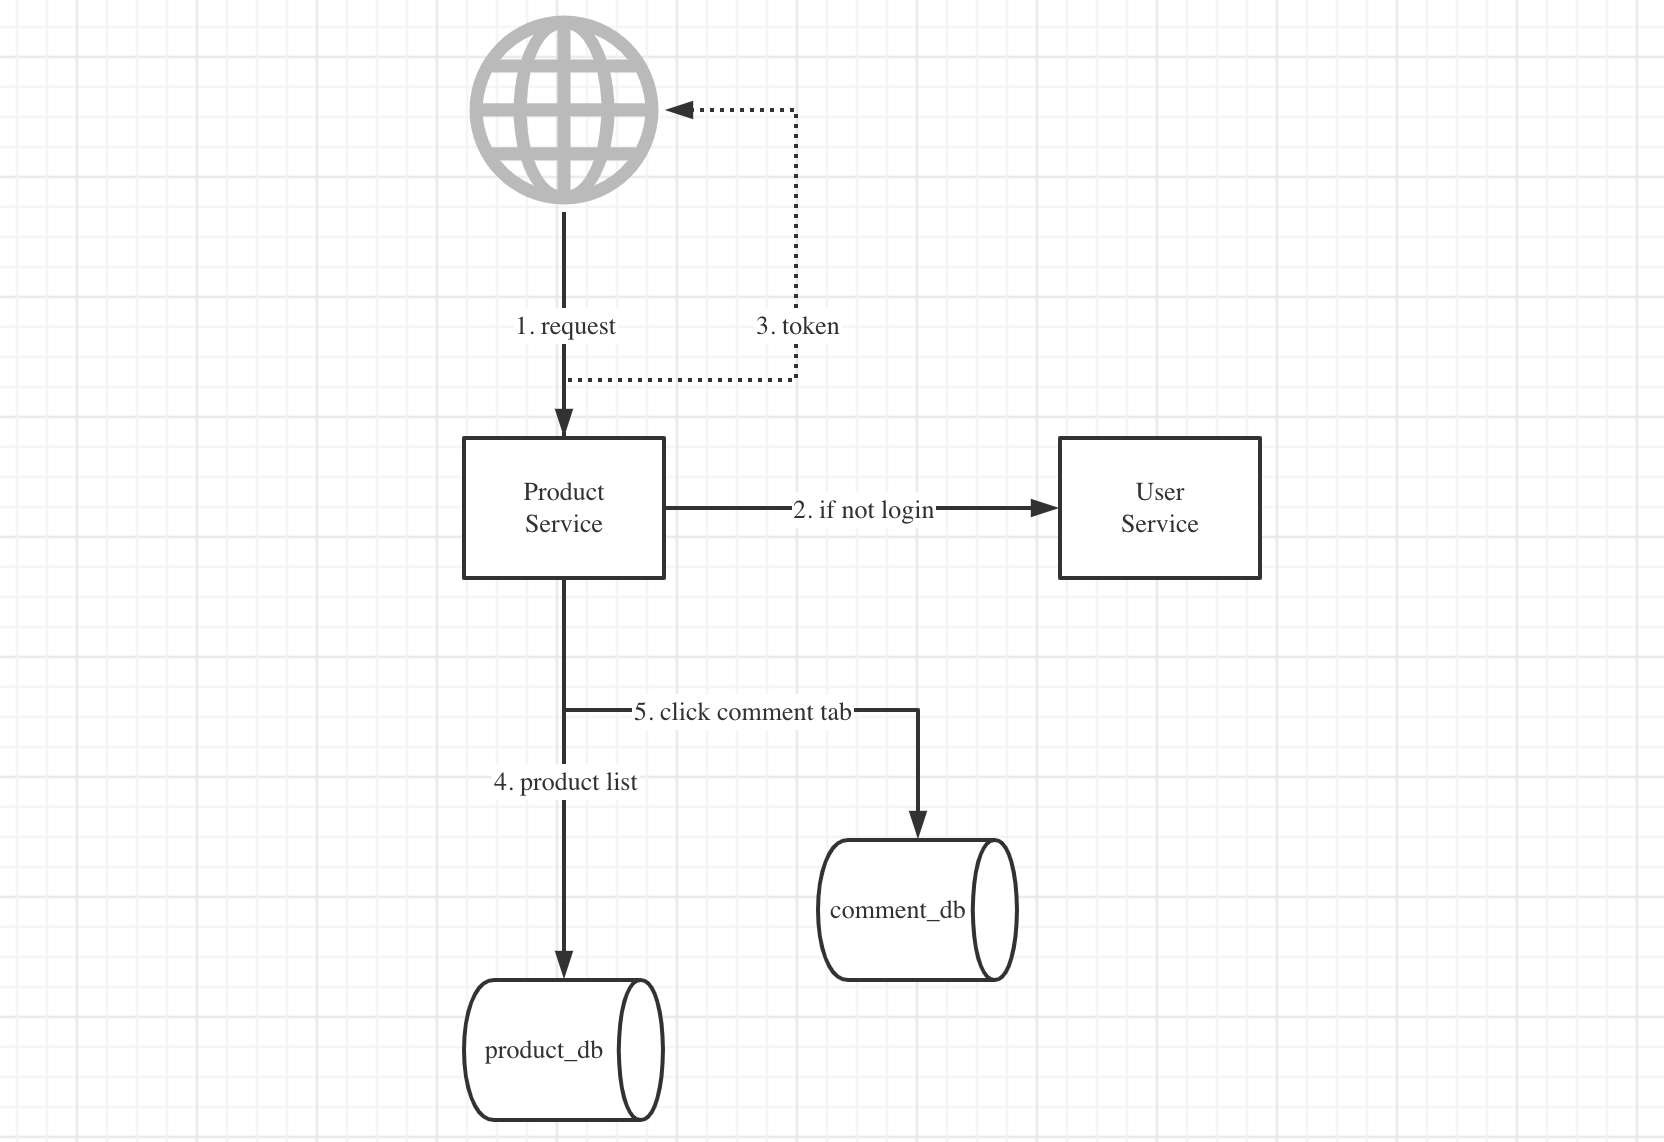 1. request
3. token
Product
Service
2. if not login
User
Service
5. click comment tab
4. product list
comment_db
product_db